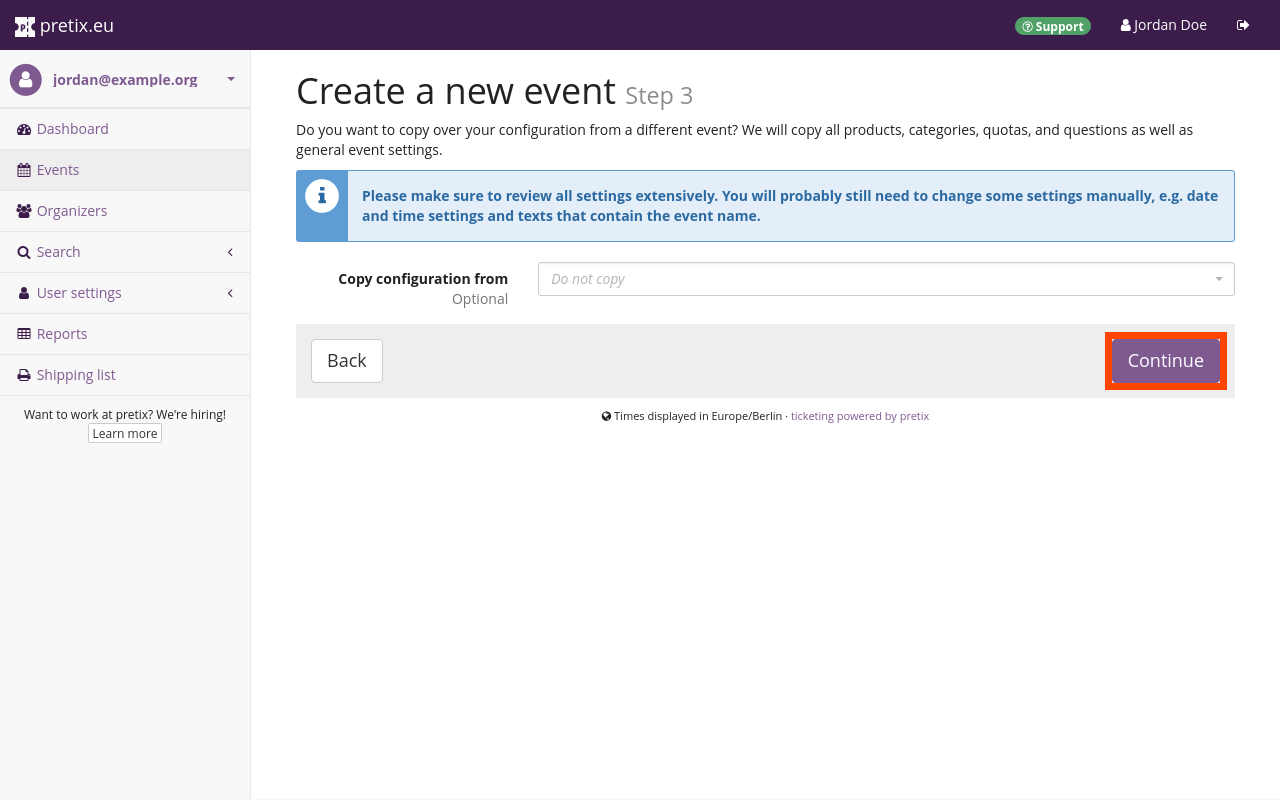 pretix.eu
Support
Jordan Doe
jordan@example.org
Dashboard
Events
Organizers
Search
User settings
Reports
Shipping list
Want to work at pretix? We're hiring!
Learn more
Create a new event Step 3
Do you want to copy over your configuration from a different event? We will copy all products, categories, quotas, and questions as well as
general event settings.
Please make sure to review all settings extensively. You will probably still need to change some settings manually, e.g. date
and time settings and texts that contain the event name.
Copy configuration from
Optional
Do not copy
Back
Continue
Times displayed in Europe/Berlin · ticketing powered by pretix